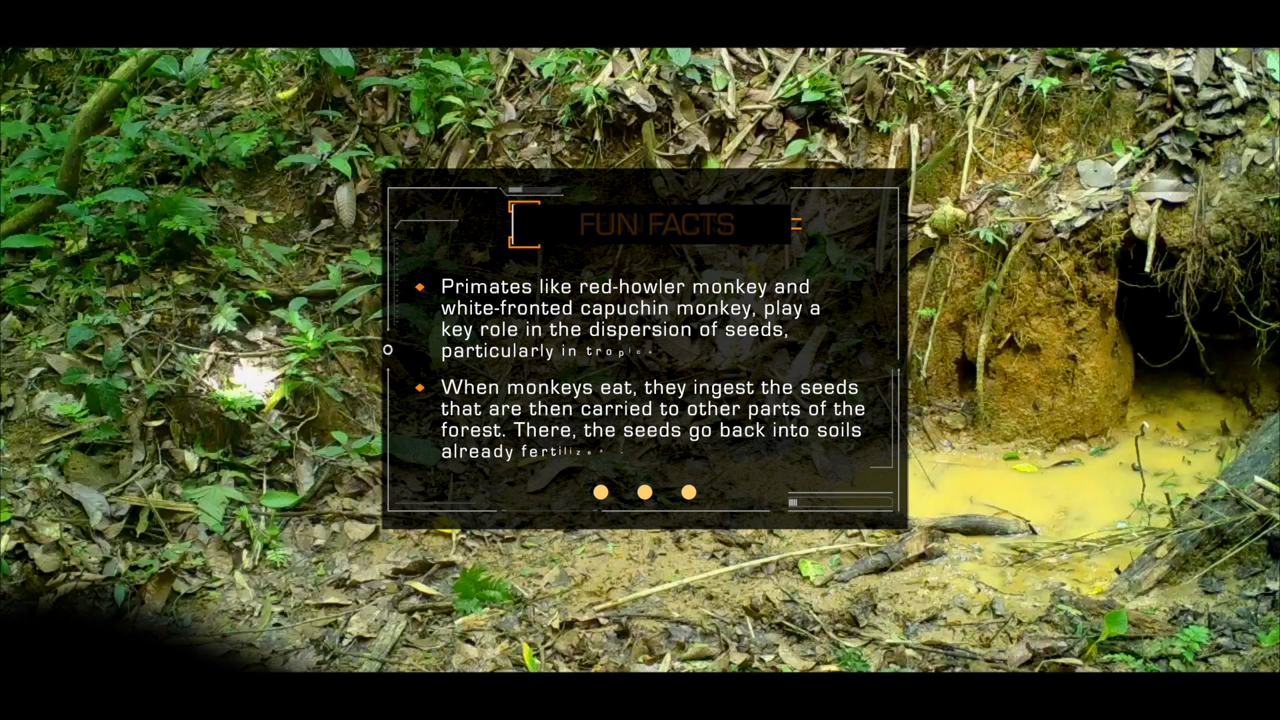 FUN FACTS
Primates like red-howler monkey and
white-fronted capuchin monkey, play a
key role in the dispersion of seeds,
particularly in
When monkeys eat, they ingest the seeds
that are then carried to other parts of the
forest. There, the seeds go back into soils
already